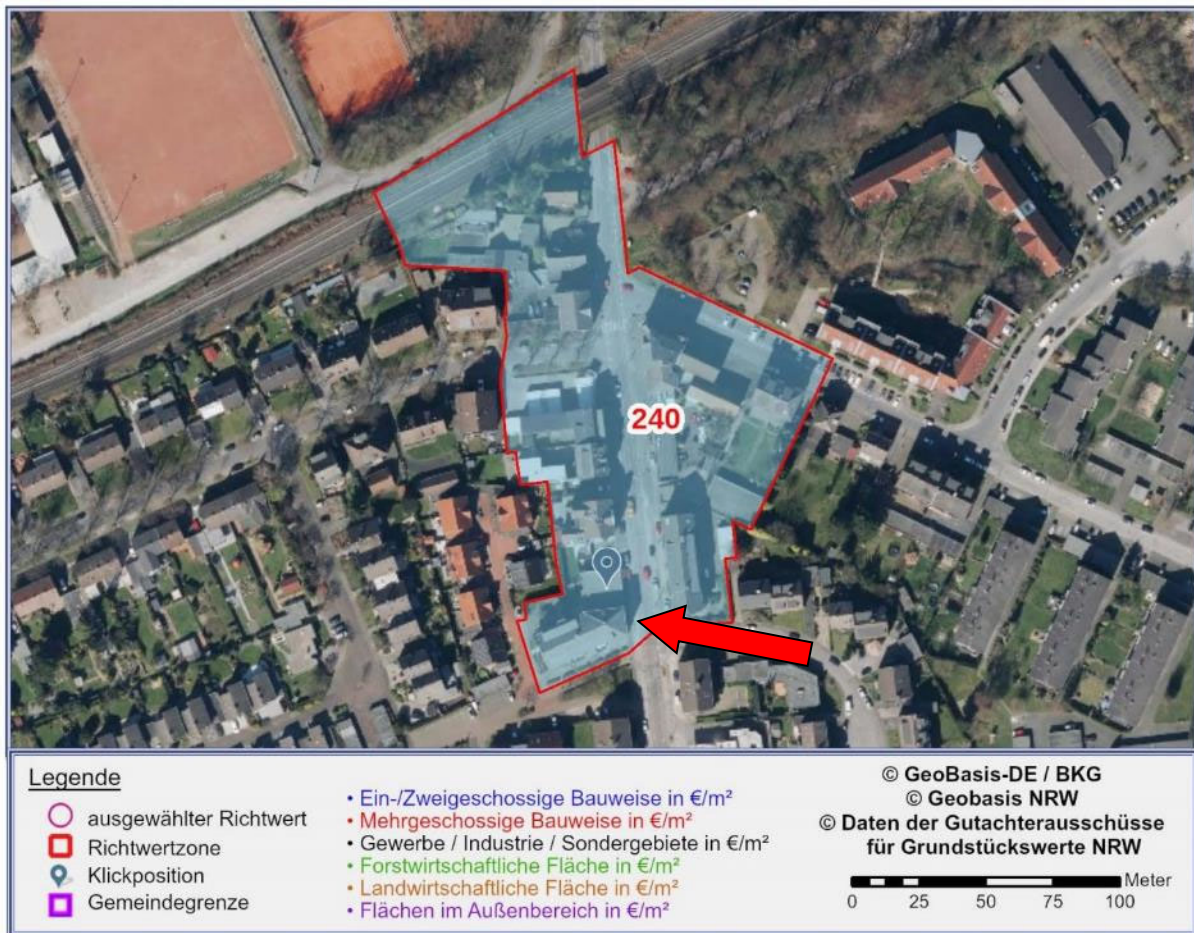 240
Legende
ausgewählter Richtwert
Richtwertzone
Klickposition
Gemeindegrenze
• Ein-/Zweigeschossige Bauweise in €/m²
• Mehrgeschossige Bauweise in €/m²
• Gewerbe / Industrie / Sondergebiete in €/m²
• Forstwirtschaftliche Fläche in €/m²
• Landwirtschaftliche Fläche in €/m²
• Flächen im Außenbereich in €/m²
© GeoBasis-DE / BKG
© Geobasis NRW
© Daten der Gutachterausschüsse
für Grundstückswerte NRW
Meter
0 25 50 75 100